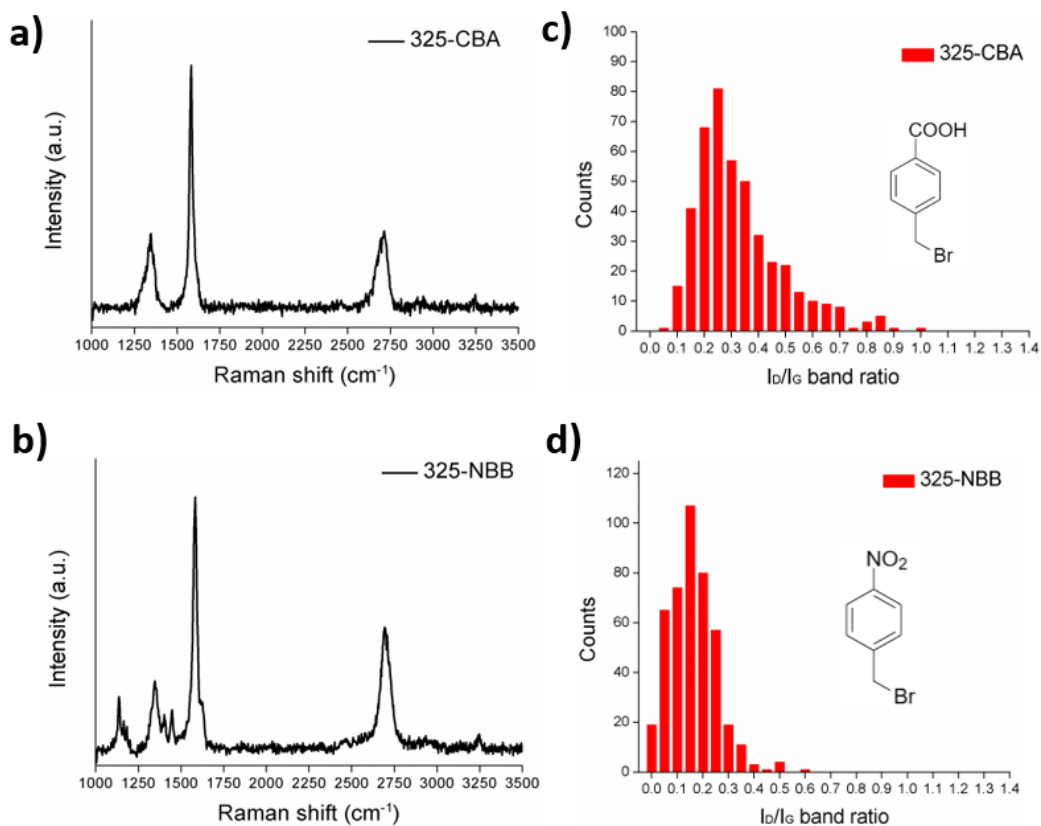 a)
325-CBA
Intensity (a.u.)
1000 1250 1500 1750 2000 2250 2500 2750 3000 3250 3500
Raman shift (cm⁻¹)
c)
325-CBA
100
90
80
70
60
50
40
30
20
10
0
Counts
COOH
Br
0.0 0.1 0.2 0.3 0.4 0.5 0.6 0.7 0.8 0.9 1.0 1.1 1.2 1.3 1.4
I_D/I_G band ratio
b)
325-NBB
Intensity (a.u.)
1000 1250 1500 1750 2000 2250 2500 2750 3000 3250 3500
Raman shift (cm⁻¹)
d)
325-NBB
120
100
80
60
40
20
0
Counts
NO₂
Br
0.0 0.1 0.2 0.3 0.4 0.5 0.6 0.7 0.8 0.9 1.0 1.1 1.2 1.3 1.4
I_D/I_G band ratio